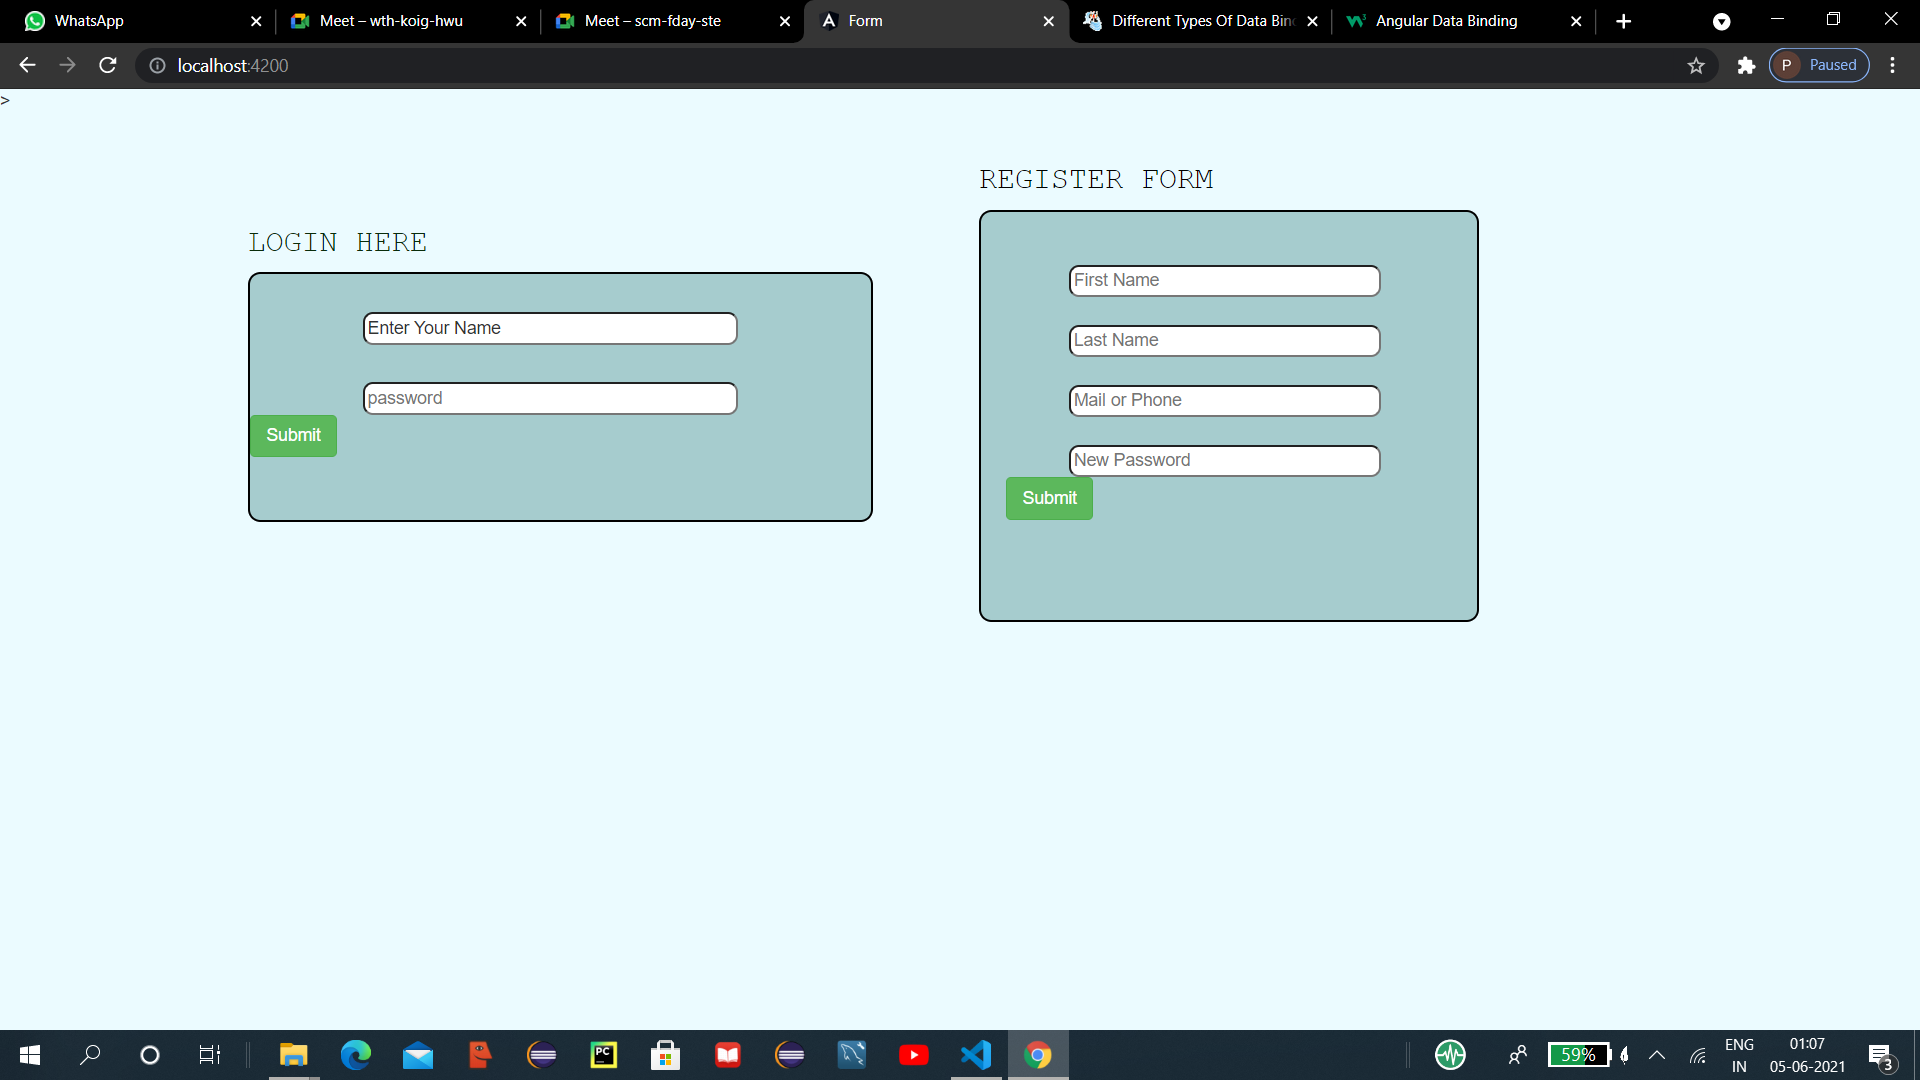 WhatsApp
Meet – wth-koig-hwu
Meet – scm-fday-ste
Form
Different Types Of Data Bin
Angular Data Binding
localhost:4200
P Paused
>
REGISTER FORM
LOGIN HERE
First Name
Enter Your Name
Last Name
password
Mail or Phone
Submit
New Password
Submit
PC
59%
ENG
IN
01:07
05-06-2021
3